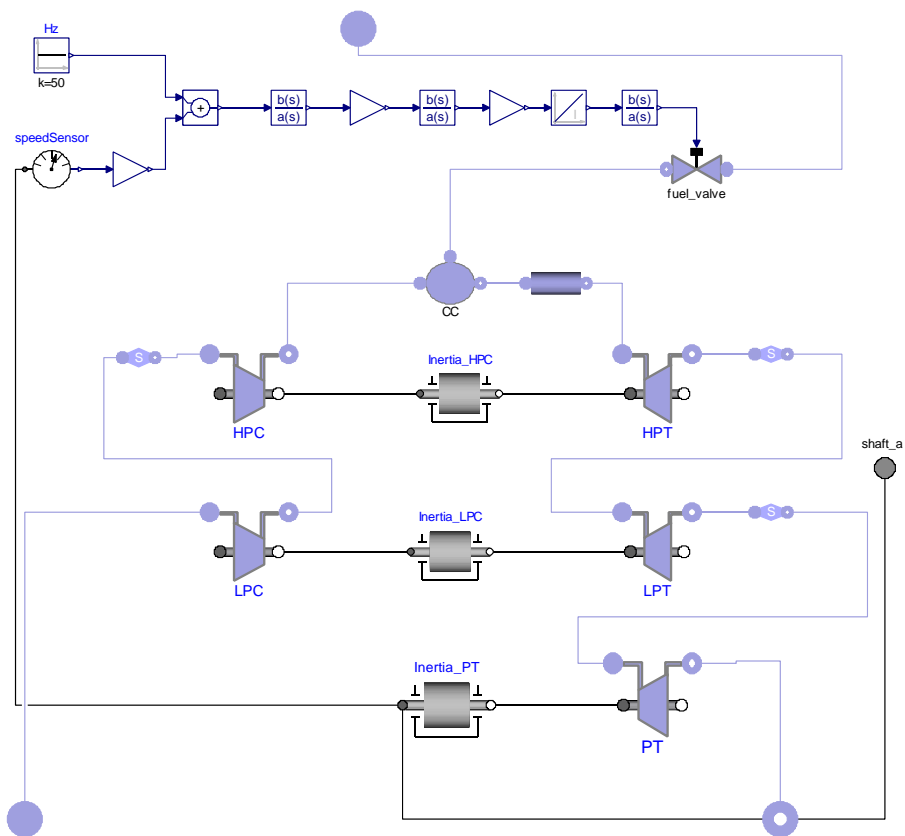 Hz
k=50
b(s)
a(s)
b(s)
a(s)
I
b(s)
a(s)
speedSensor
+
fuel_valve
CC
S
Inertia_HPC
S
HPC
HPT
shaft_a
Inertia_LPC
S
LPC
LPT
Inertia_PT
PT